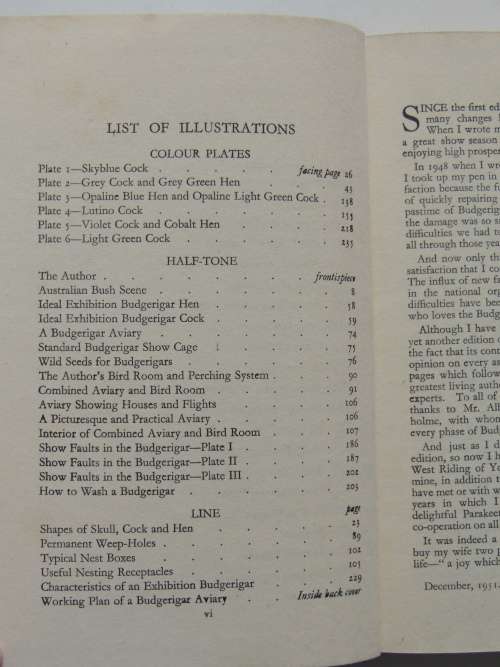 LIST OF ILLUSTRATIONS
COLOUR PLATES
Plate 1—Skyblue Cock . . . . . facing page 26
Plate 2—Grey Cock and Grey Green Hen . . . 43
Plate 3—Opaline Blue Hen and Opaline Light Green Cock . 138
Plate 4—Lutino Cock . . . . . . 155
Plate 5—Violet Cock and Cobalt Hen . . . . 218
Plate 6—Light Green Cock . . . . . 235
HALF-TONE
The Author . . . . . . . frontispiece
Australian Bush Scene . . . . . . 8
Ideal Exhibition Budgerigar Hen . . . . 58
Ideal Exhibition Budgerigar Cock . . . . 59
A Budgerigar Aviary . . . . . . 74
Standard Budgerigar Show Cage . . . . 75
Wild Seeds for Budgerigars . . . . . 76
The Author's Bird Room and Perching System . . . 90
Combined Aviary and Bird Room . . . . 91
Aviary Showing Houses and Flights . . . . 106
A Picturesque and Practical Aviary . . . . 106
Interior of Combined Aviary and Bird Room . . . 107
Show Faults in the Budgerigar—Plate I . . . 186
Show Faults in the Budgerigar—Plate II . . . 187
Show Faults in the Budgerigar—Plate III . . . 202
How to Wash a Budgerigar . . . . . 203
LINE
page
Shapes of Skull, Cock and Hen . . . . 23
Permanent Weep-Holes . . . . . . 89
Typical Nest Boxes . . . . . . 102
Useful Nesting Receptacles . . . . . 103
Characteristics of an Exhibition Budgerigar . . 229
Working Plan of a Budgerigar Aviary . . Inside back cover
vi
SINCE the first ed
many changes
When I wrote m
a great show season
enjoying high prosper
In 1948 when I wro
I took up my pen in
faction because the fu
of quickly repairing
pastime of Budgerig
the damage was so s
difficulties we had to
all through those yea
And now only th
satisfaction that I co
The influx of new fa
in the national org
difficulties have bee
who loves the Budg
Although I have
yet another edition o
the fact that its cont
opinion on every as
pages which follow
greatest living autho
experts. To all of
thanks to Mr. Alf
holme, with whom
every phase of Budg
And just as I d
edition, so now I h
West Riding of Yo
mine, in addition t
have met or with w
years in which I
delightful Parakeet
co-operation on all
It was indeed a
buy my wife two p
life—" a joy which
December, 1951.